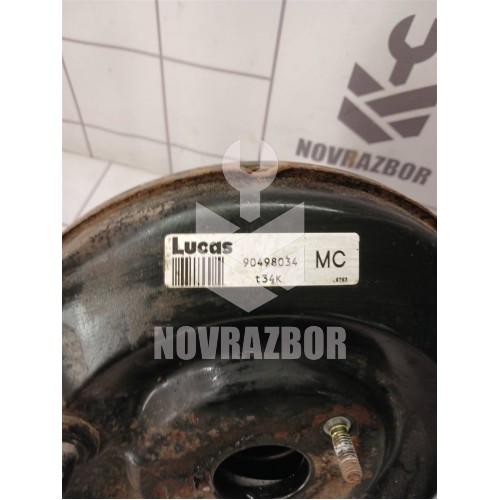 NOVRAZBOR
Lucas
90498034
MC
t34k
NOVRAZBOR